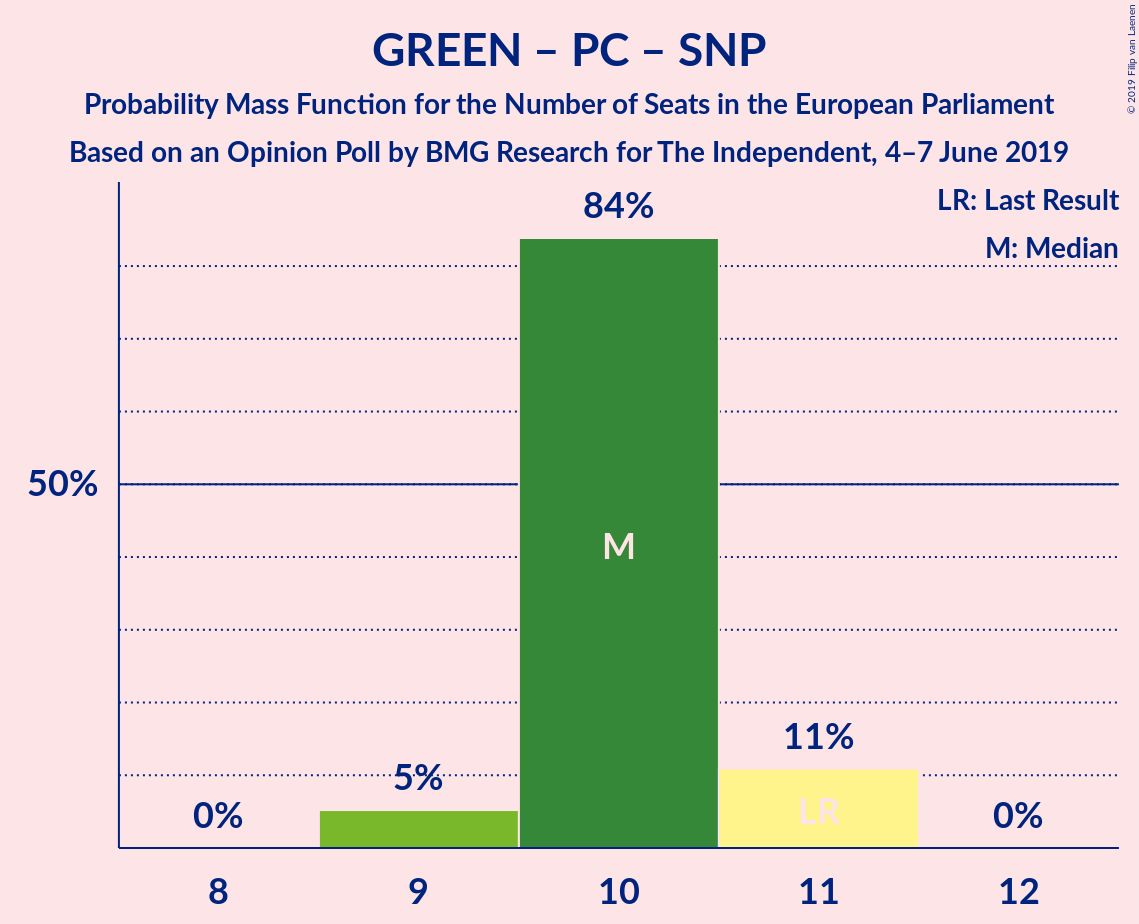 GREEN – PC – SNP
Probability Mass Function for the Number of Seats in the European Parliament
Based on an Opinion Poll by BMG Research for The Independent, 4–7 June 2019
© 2019 Filip van Laenen
LR: Last Result
M: Median
84%
50%
M
11%
5%
LR
0%
0%
8
9
10
11
12